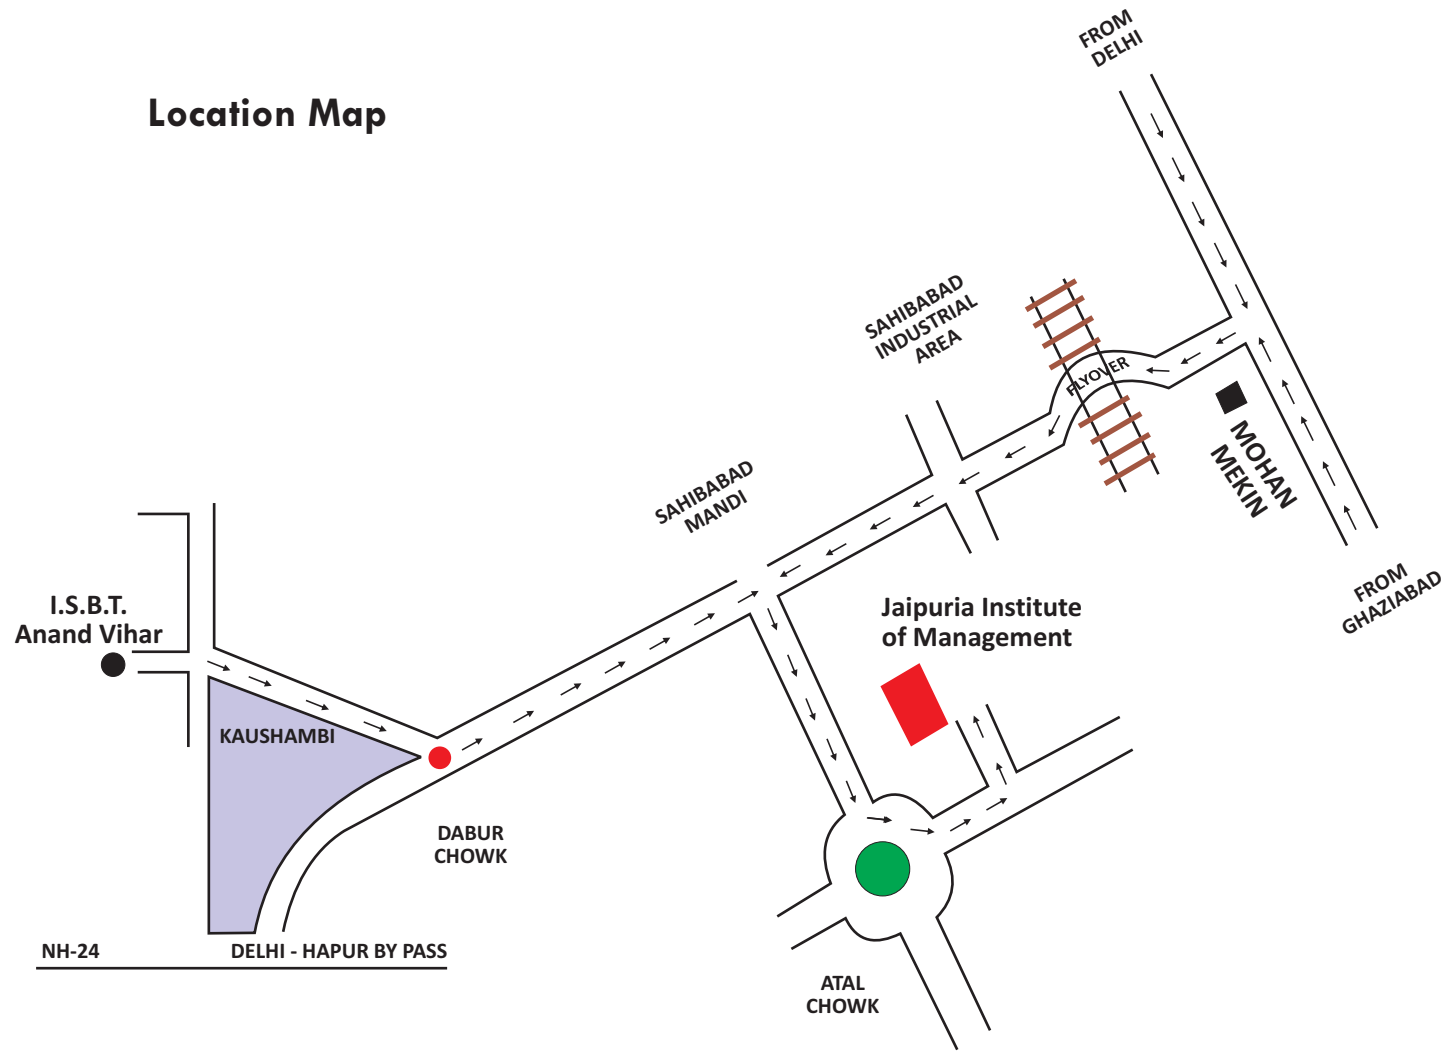 FROM
DELHI
Location Map
SAHIBABAD
INDUSTRIAL
AREA
FLYOVER
MOHAN
MEKIN
SAHIBABAD
MANDI
FROM
GHAZIABAD
I.S.B.T.
Anand Vihar
Jaipuria Institute
of Management
KAUSHAMBI
DABUR
CHOWK
NH-24
DELHI - HAPUR BY PASS
ATAL
CHOWK